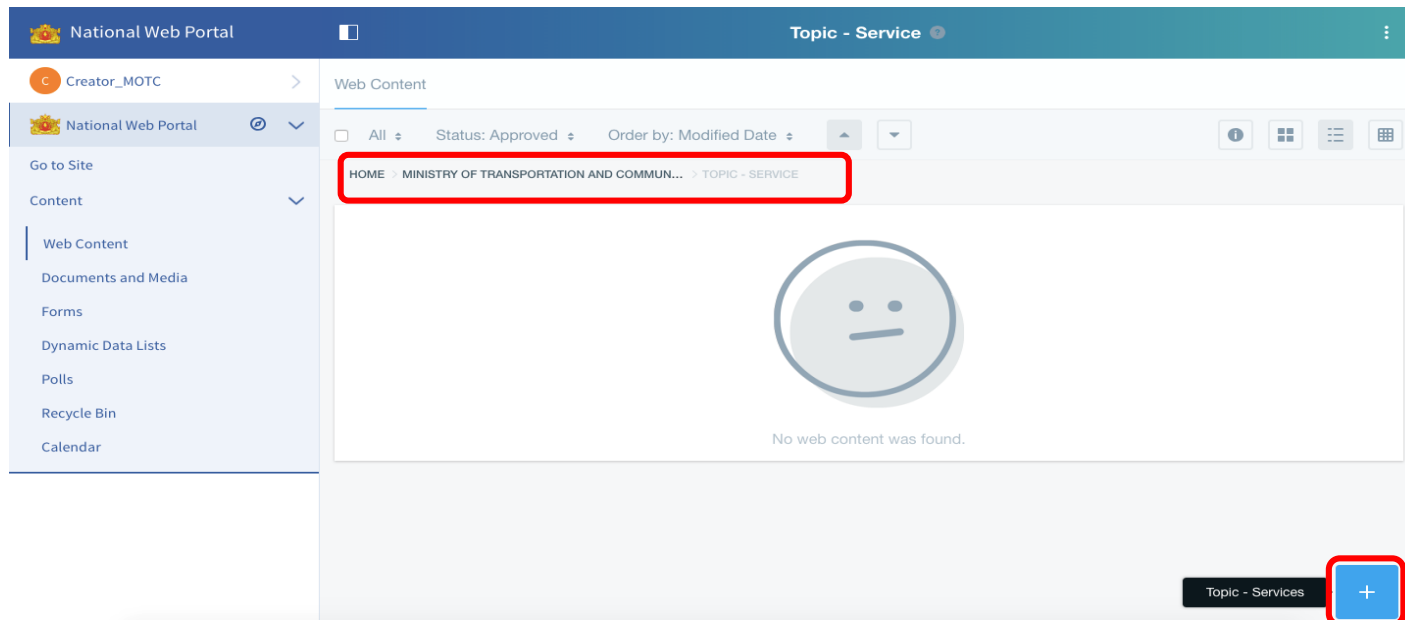 National Web Portal
Topic - Service ?
C Creator_MOTC
Web Content
National Web Portal
All Status: Approved Order by: Modified Date
Go to Site
HOME > MINISTRY OF TRANSPORTATION AND COMMUN... > TOPIC - SERVICE
Content
Web Content
Documents and Media
Forms
Dynamic Data Lists
Polls
Recycle Bin
Calendar
No web content was found.
Topic - Services +